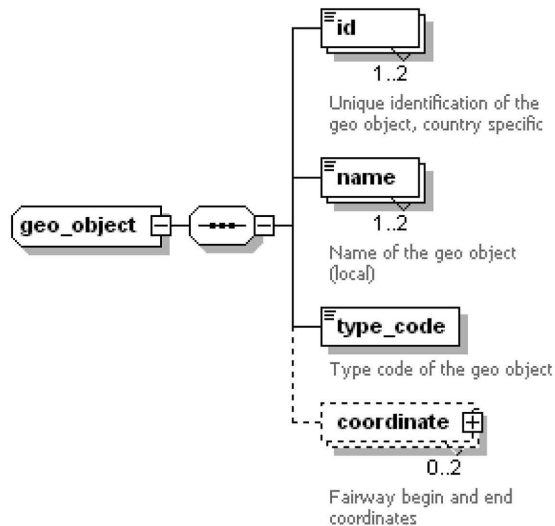 id
1..2
Unique identification of the
geo object, country specific
name
1..2
Name of the geo object
(local)
geo_object
type_code
Type code of the geo object
coordinate
0..2
Fairway begin and end
coordinates